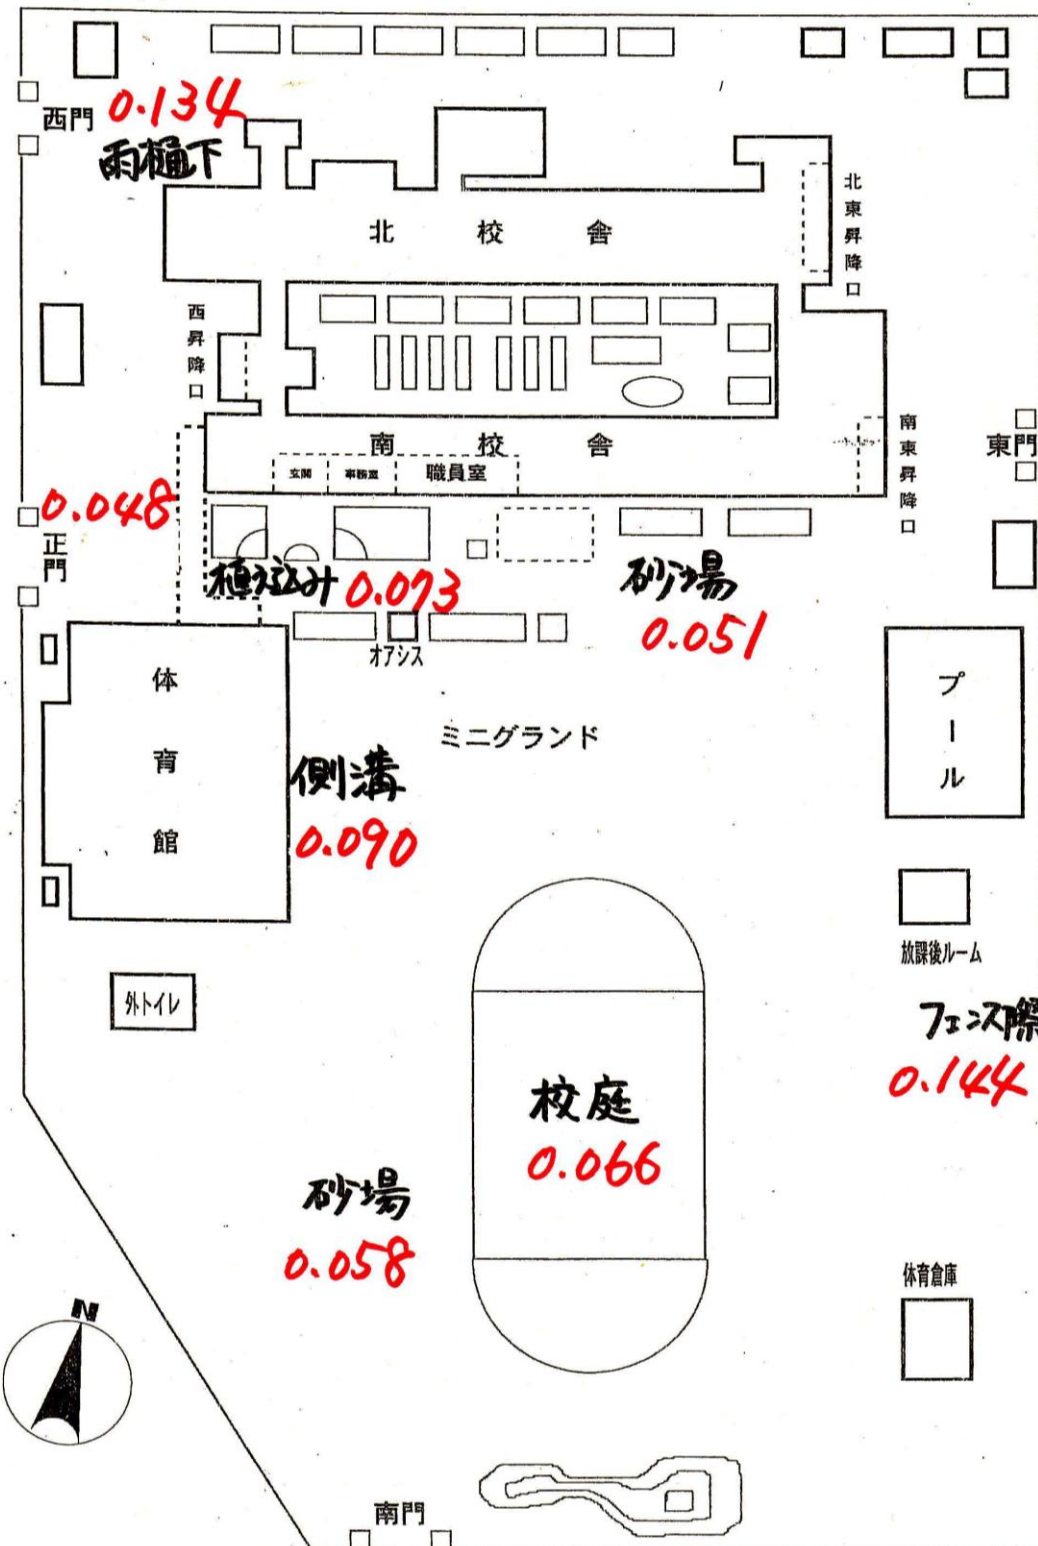 西門
0.134
雨樋下
北校舎
北東昇降口
西昇降口
南校舎
玄関
事務室
職員室
南東昇降口
東門
0.048
正門
植え込み 0.073
砂場
0.051
オアシス
体育館
ミニグランド
プール
側溝
0.090
放課後ルーム
外トイレ
フェンス際
0.144
校庭
0.066
砂場
0.058
体育倉庫
N
南門